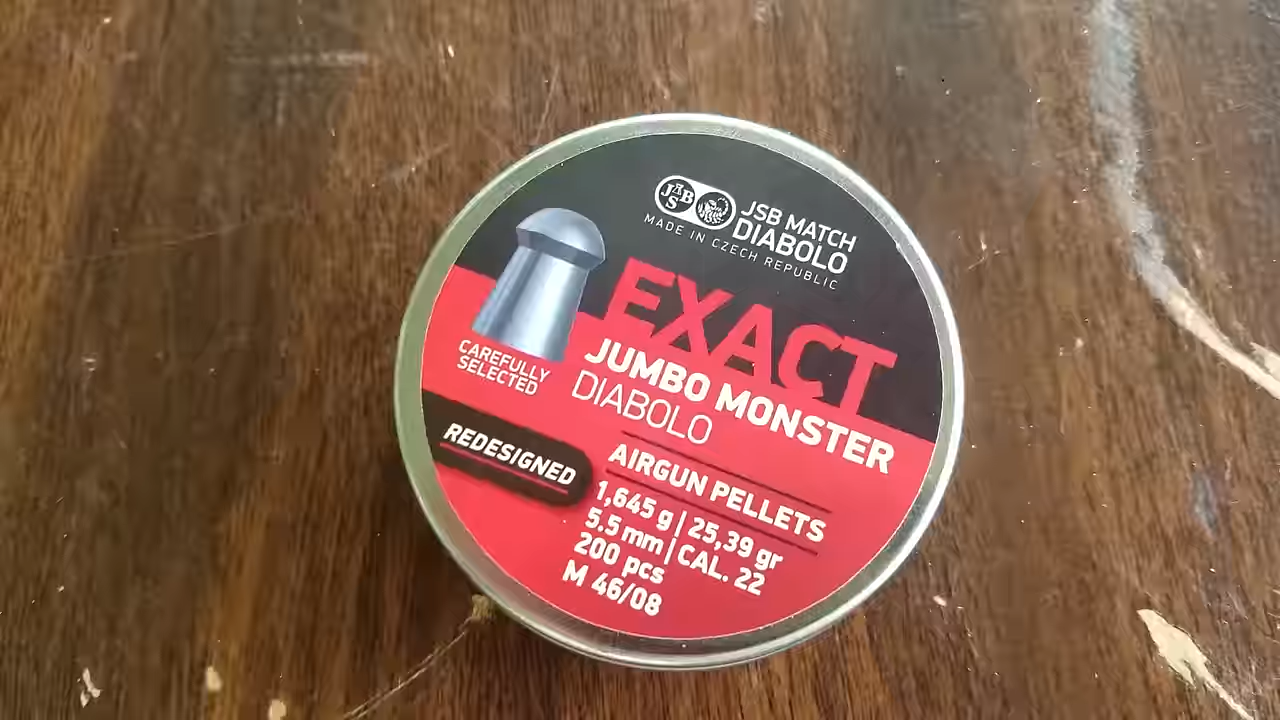 JSB
JSB MATCH
DIABOLO
MADE IN CZECH REPUBLIC
EXACT
JUMBO MONSTER
DIABOLO
CAREFULLY
SELECTED
REDESIGNED
AIRGUN PELLETS
1,645 g | 25,39 gr
5.5 mm | CAL. 22
200 pcs
M 46/08